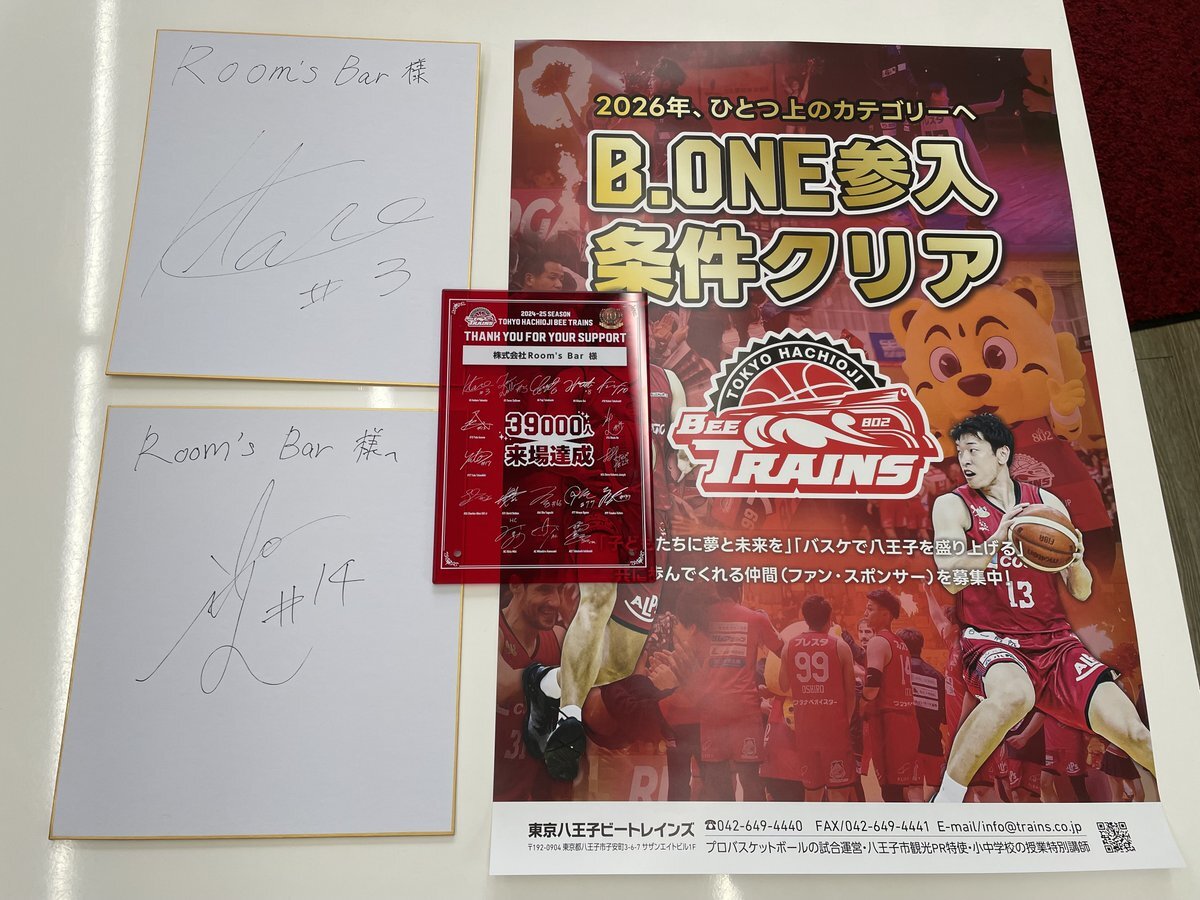 Room's Bar 様
#3
Room's Bar 様へ
#14
2024-25 SEASON
TOKYO HACHIOJI BEE TRAINS
THANK YOU FOR YOUR SUPPORT
株式会社Room's Bar 様
39000人
来場達成
2026年、ひとつ上のカテゴリーへ
B.ONE参入
条件クリア
TOKYO HACHIOJI
BEE 802
TRAINS
たちに夢と未来を」「バスケで八王子を盛り上げる」
歩んでくれる仲間(ファン・スポンサー)を募集中!
プレスタ
99
OSHIRO
14
13
東京八王子ビートレインズ
☎042-649-4440 FAX/042-649-4441 E-mail/info@trains.co.jp
〒192-0904 東京都八王子市子安町3-6-7 サザンエイトビル1F
プロバスケットボールの試合運営・八王子市観光PR特使・小中学校の授業特別講師